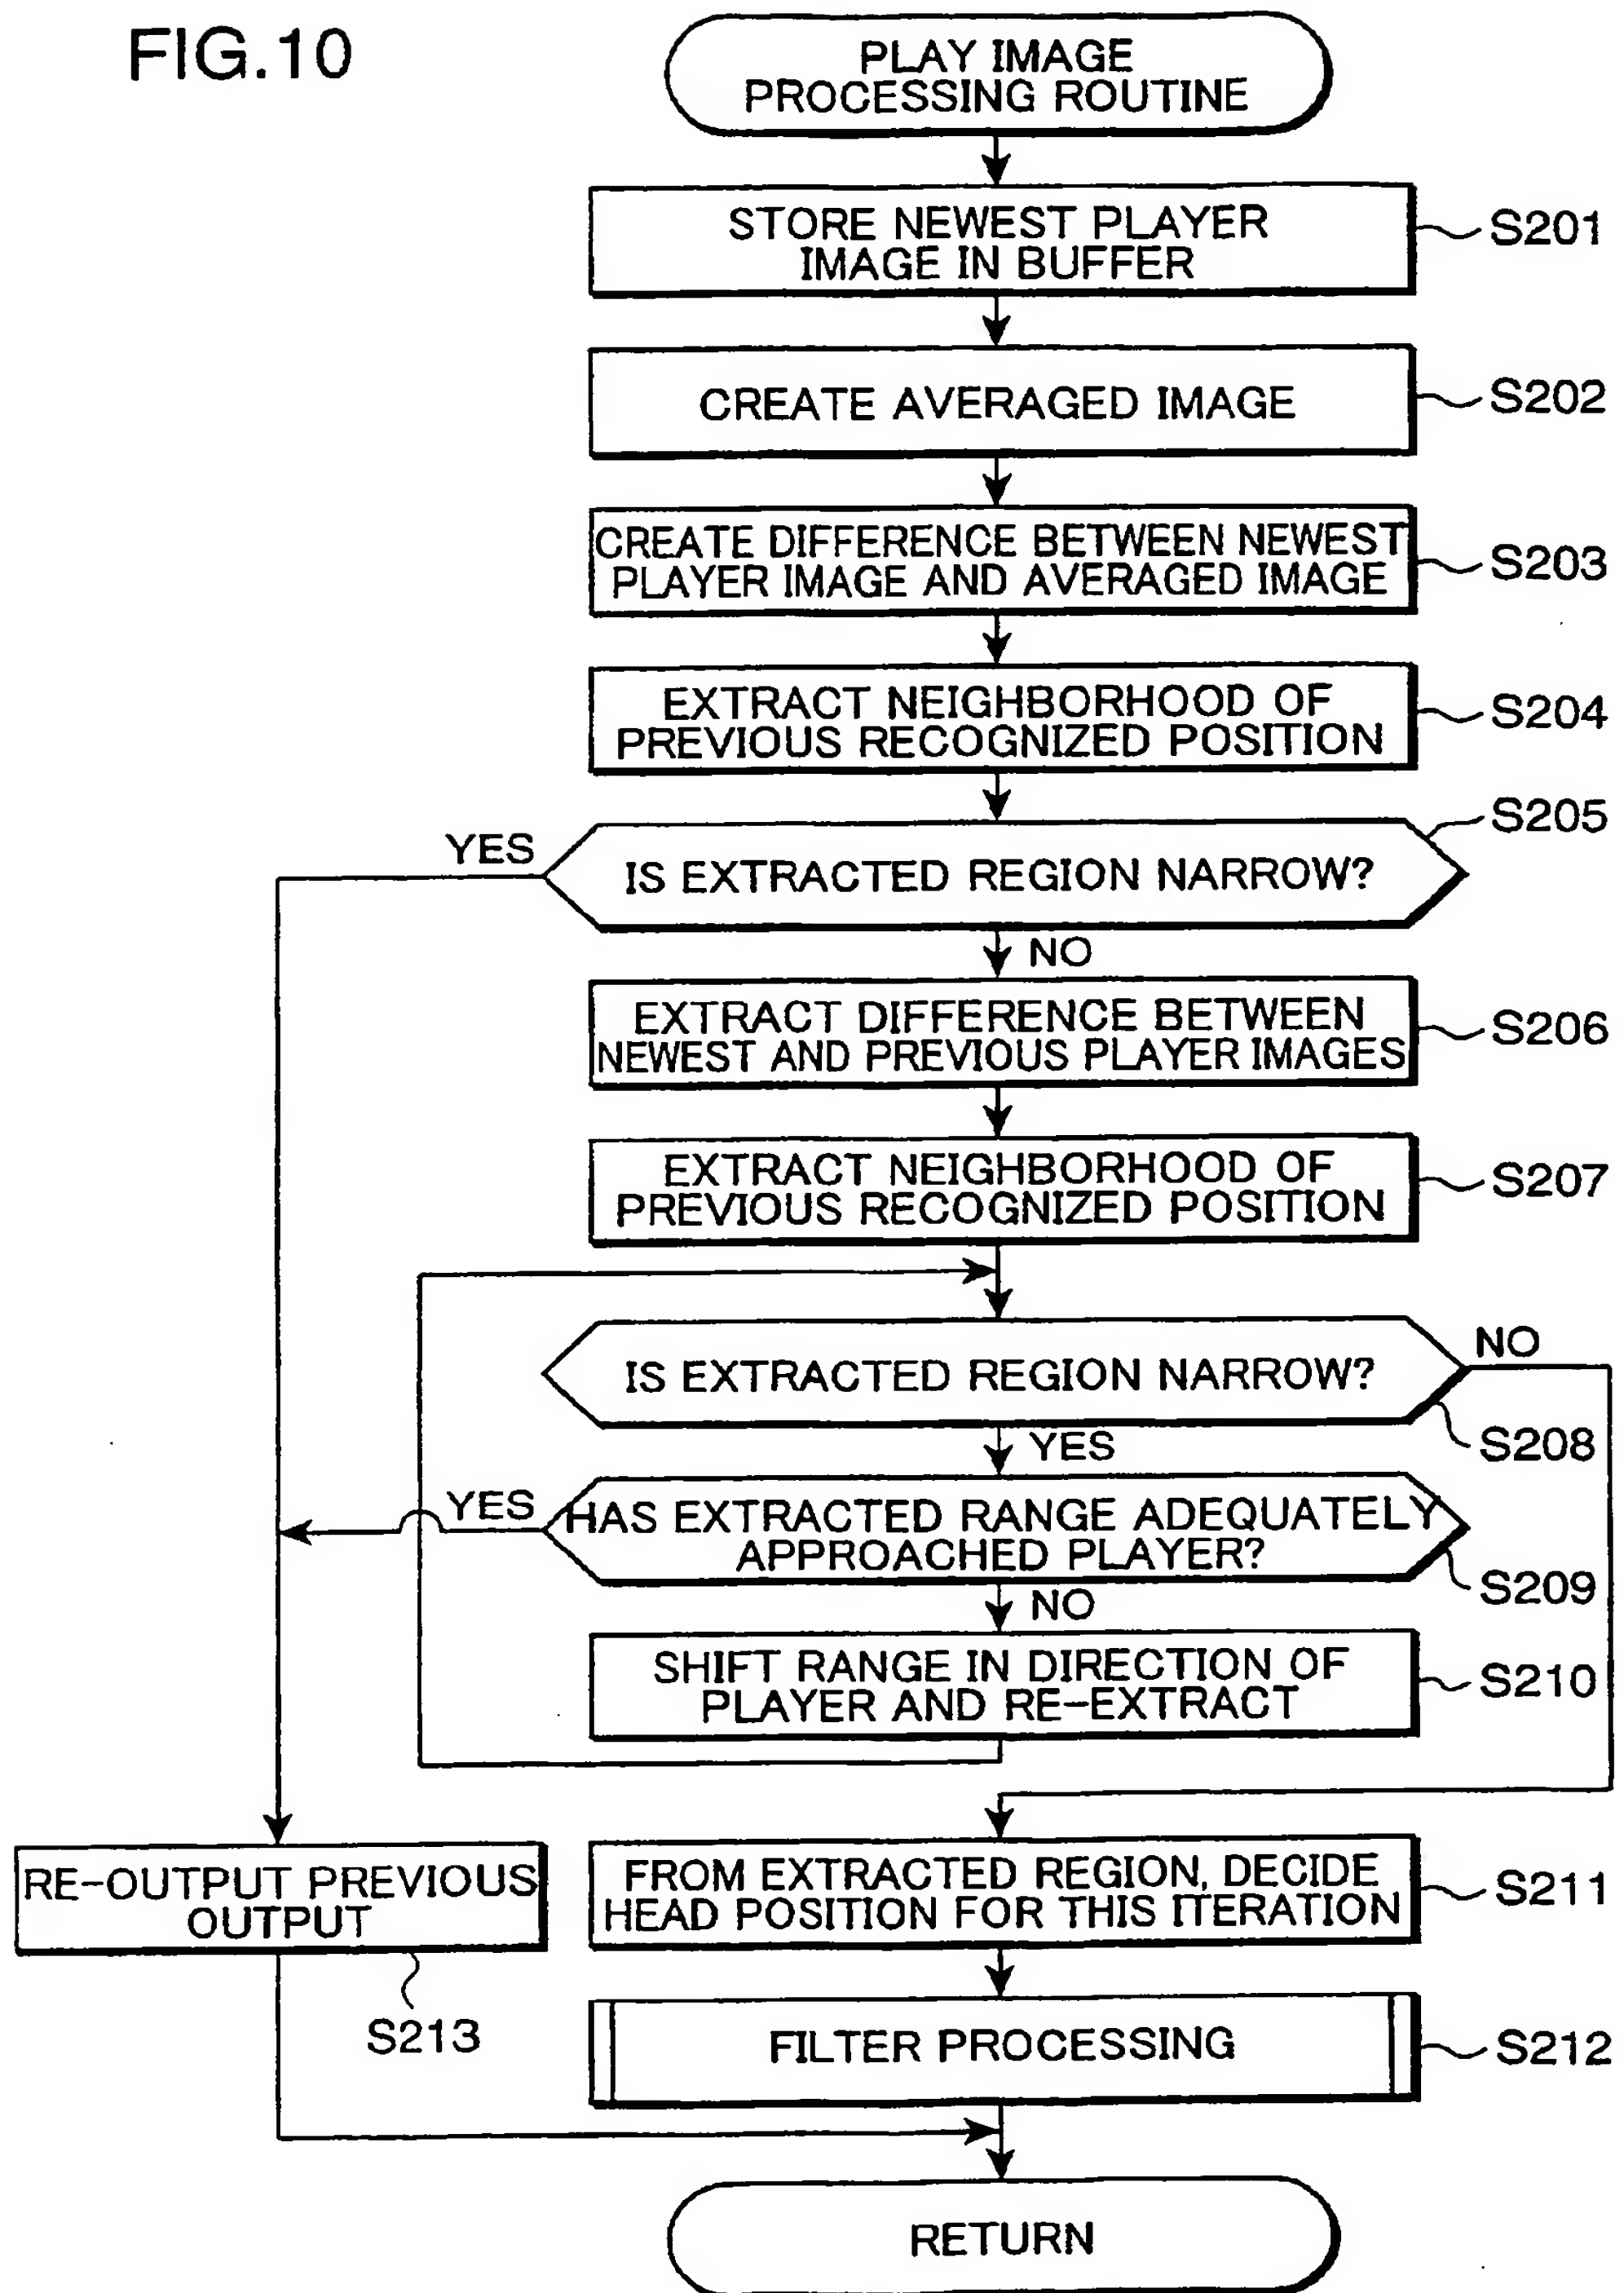 FIG.10
PLAY IMAGE
PROCESSING ROUTINE
STORE NEWEST PLAYER
IMAGE IN BUFFER
S201
CREATE AVERAGED IMAGE
S202
CREATE DIFFERENCE BETWEEN NEWEST
PLAYER IMAGE AND AVERAGED IMAGE
S203
EXTRACT NEIGHBORHOOD OF
PREVIOUS RECOGNIZED POSITION
S204
S205
YES
IS EXTRACTED REGION NARROW?
NO
EXTRACT DIFFERENCE BETWEEN
NEWEST AND PREVIOUS PLAYER IMAGES
S206
EXTRACT NEIGHBORHOOD OF
PREVIOUS RECOGNIZED POSITION
S207
NO
IS EXTRACTED REGION NARROW?
S208
YES
YES
HAS EXTRACTED RANGE ADEQUATELY
APPROACHED PLAYER?
S209
NO
SHIFT RANGE IN DIRECTION OF
PLAYER AND RE-EXTRACT
S210
RE-OUTPUT PREVIOUS
OUTPUT
S213
FROM EXTRACTED REGION, DECIDE
HEAD POSITION FOR THIS ITERATION
S211
FILTER PROCESSING
S212
RETURN